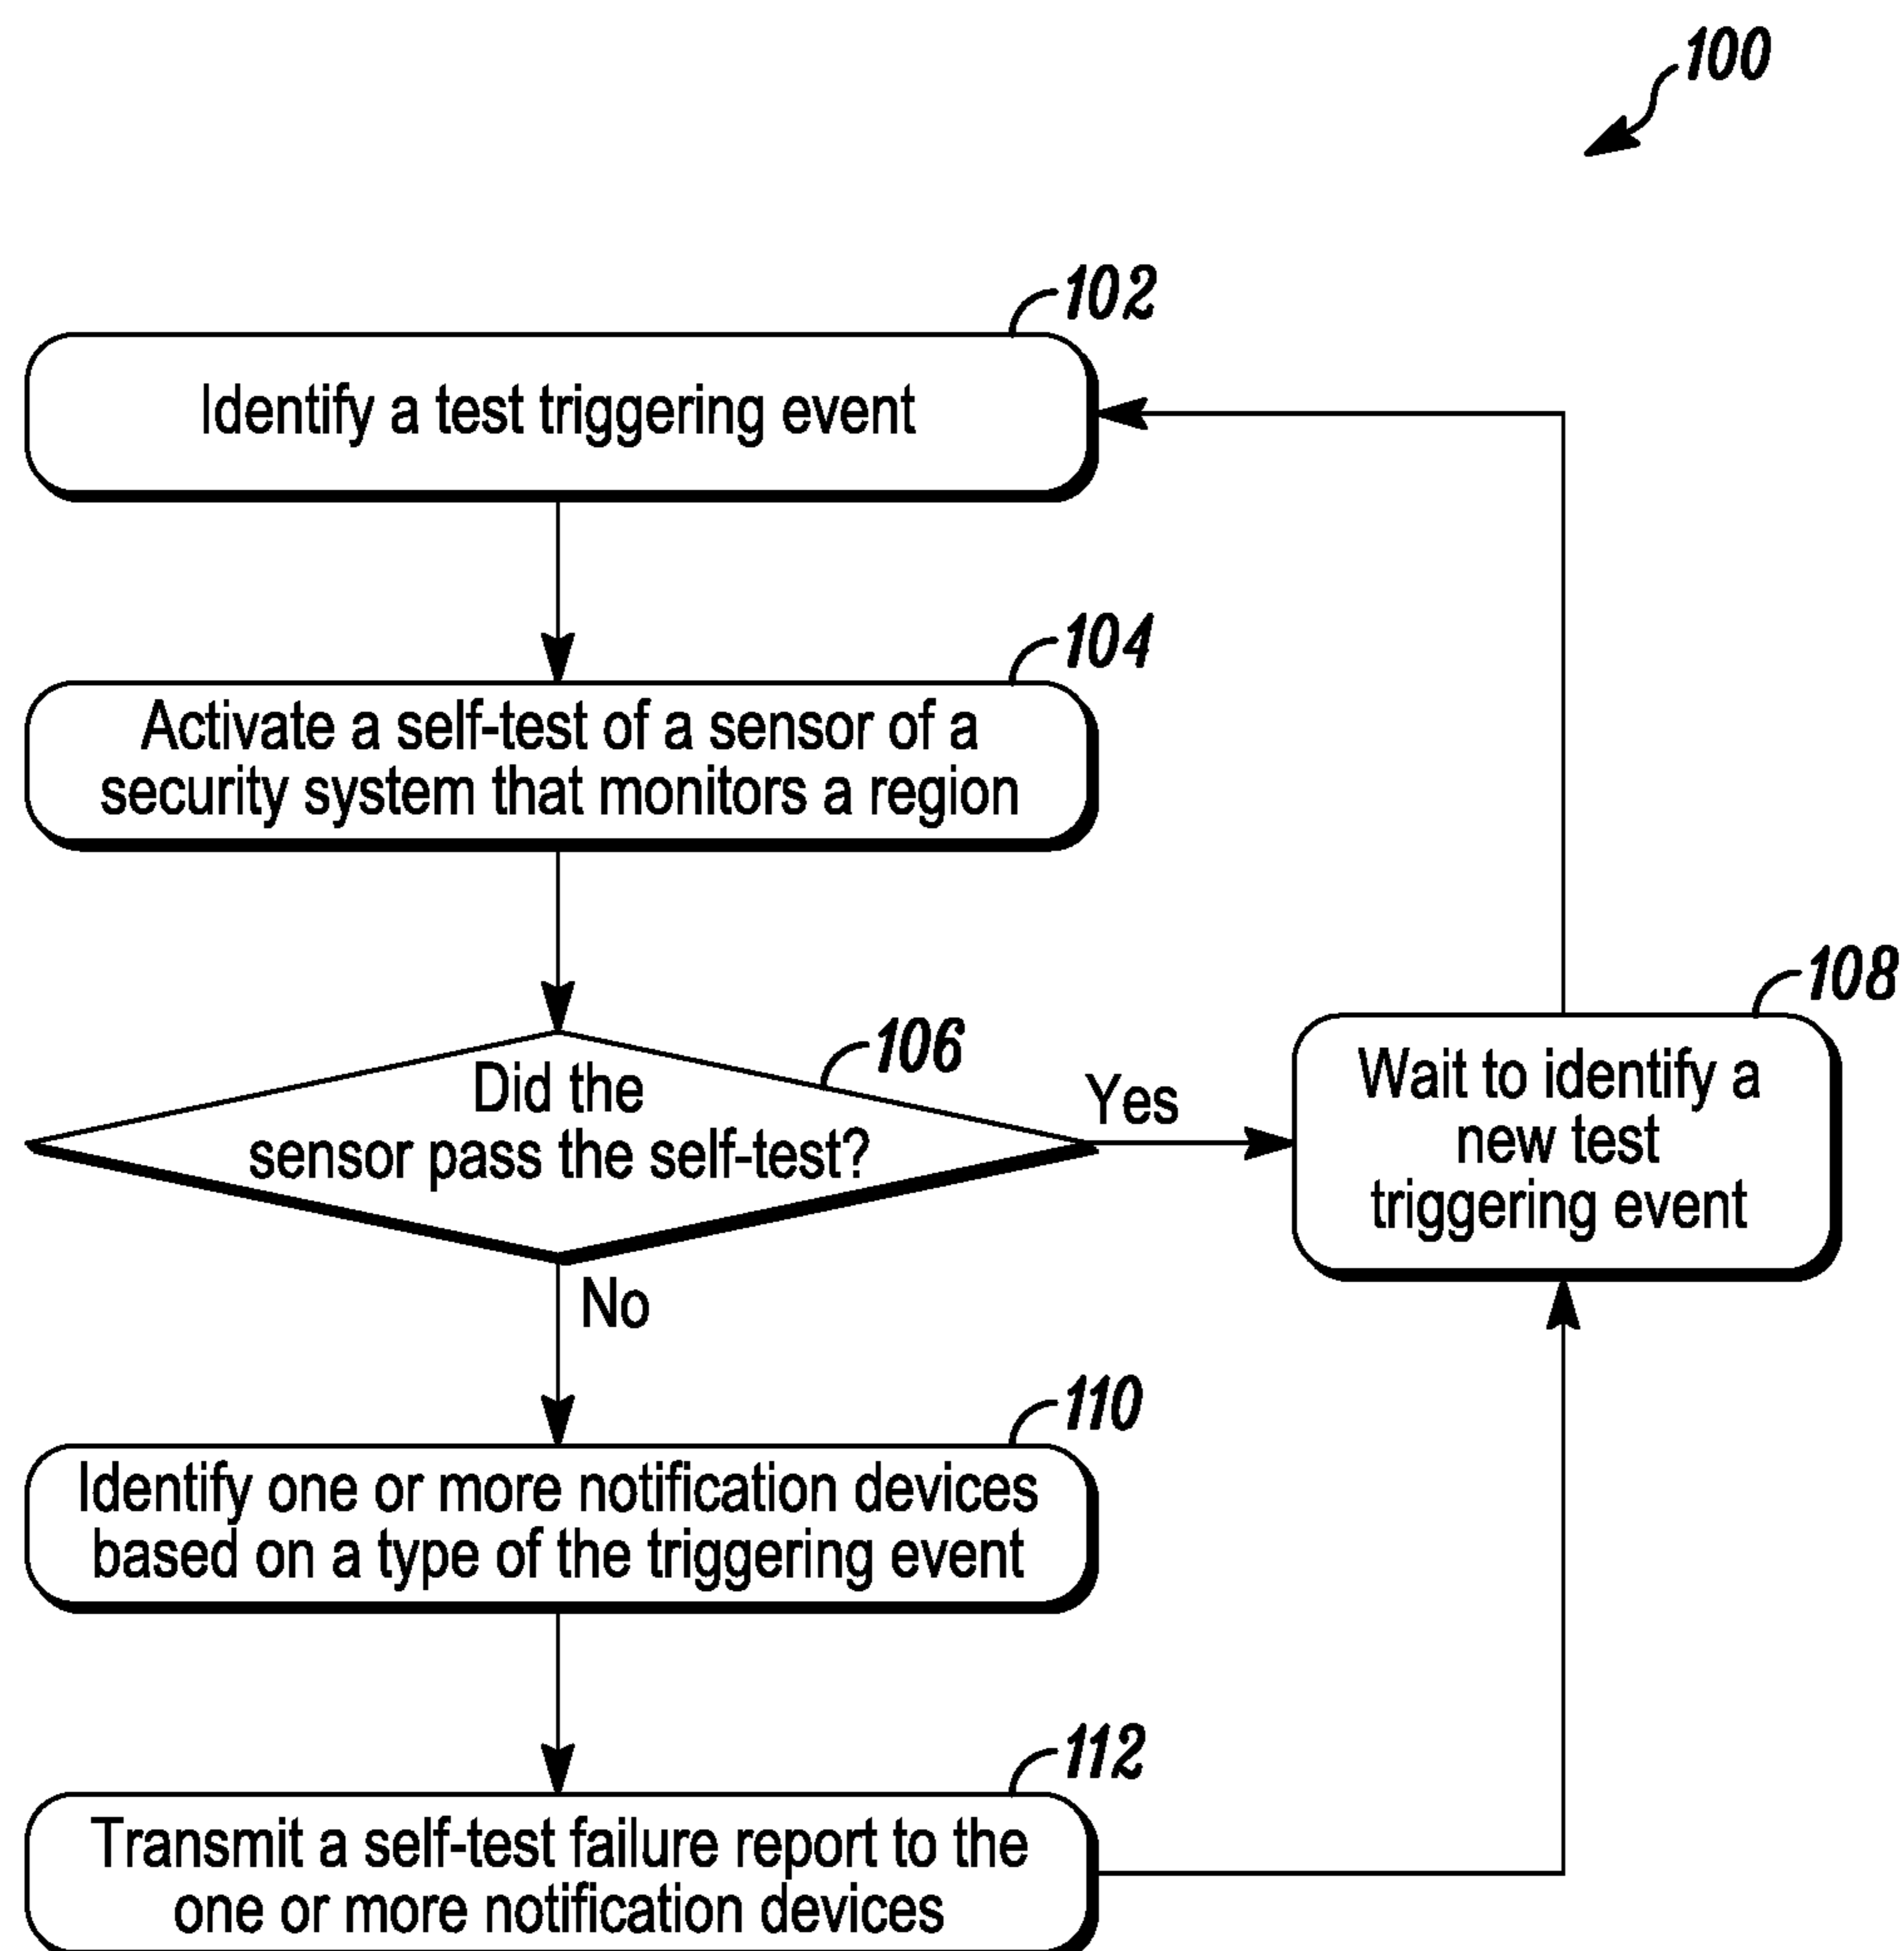 100
102
Identify a test triggering event
104
Activate a self-test of a sensor of a
security system that monitors a region
106
Did the
sensor pass the self-test?
Yes
No
108
Wait to identify a
new test
triggering event
110
Identify one or more notification devices
based on a type of the triggering event
112
Transmit a self-test failure report to the
one or more notification devices